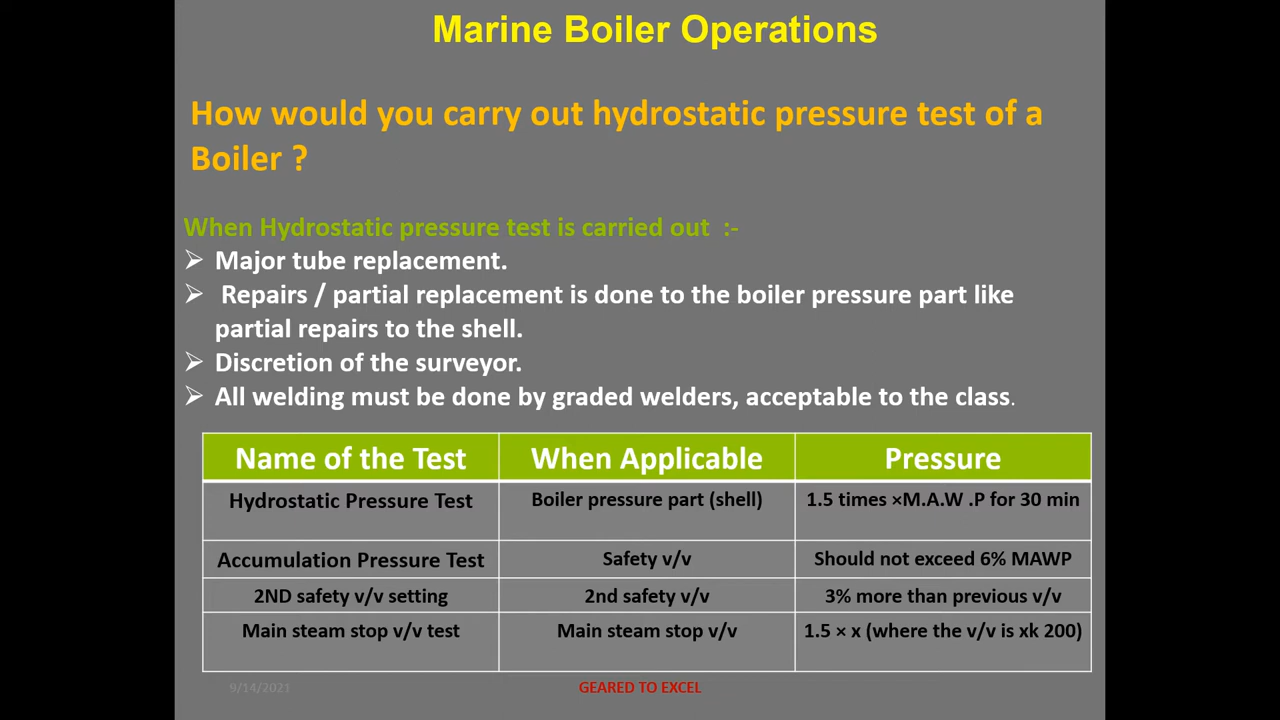 Marine Boiler Operations
How would you carry out hydrostatic pressure test of a
Boiler ?
When Hydrostatic pressure test is carried out :-
➢ Major tube replacement.
➢ Repairs / partial replacement is done to the boiler pressure part like
partial repairs to the shell.
➢ Discretion of the surveyor.
➢ All welding must be done by graded welders, acceptable to the class.
Name of the Test When Applicable Pressure
Hydrostatic Pressure Test Boiler pressure part (shell) 1.5 times ×M.A.W .P for 30 min
Accumulation Pressure Test Safety v/v Should not exceed 6% MAWP
2ND safety v/v setting 2nd safety v/v 3% more than previous v/v
Main steam stop v/v test Main steam stop v/v 1.5 × x (where the v/v is xk 200)
9/14/2021 GEARED TO EXCEL